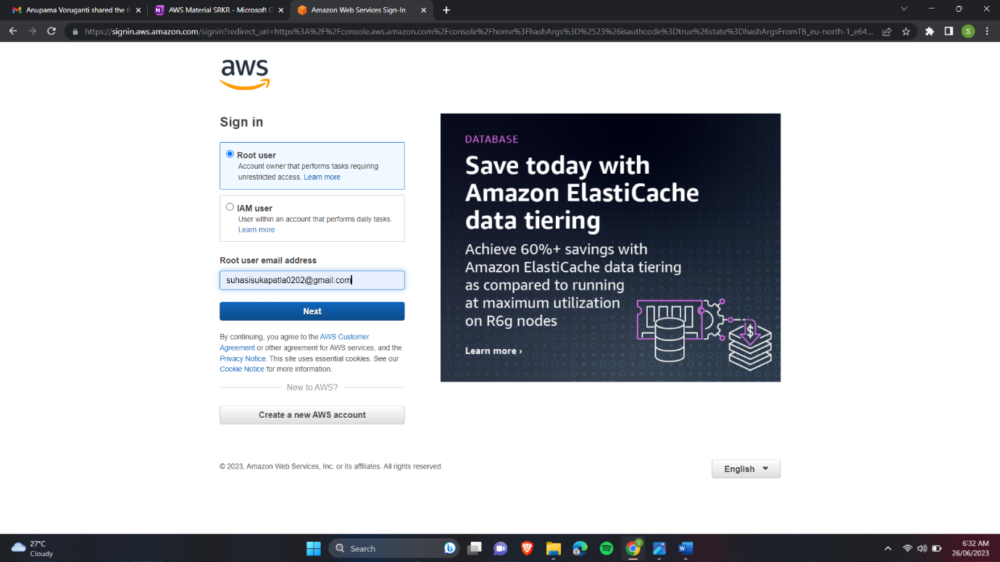 Anupama Voruganti shared the f
AWS Material SRKR - Microsoft O
Amazon Web Services Sign-In
https://signin.aws.amazon.com/signin?redirect_uri=https%3A%2F%2Fconsole.aws.amazon.com%2Fconsole%2Fhome%3FhashArgs%3D%2523%26isauthcode%3Dtrue%26state%3DhashArgsFromTB_eu-north-1_e64...
S
aws
Sign in
Root user
Account owner that performs tasks requiring
unrestricted access. Learn more
IAM user
User within an account that performs daily tasks.
Learn more
Root user email address
suhasisukapatla0202@gmail.com
Next
By continuing, you agree to the AWS Customer
Agreement or other agreement for AWS services, and the
Privacy Notice. This site uses essential cookies. See our
Cookie Notice for more information.
New to AWS?
Create a new AWS account
DATABASE
Save today with
Amazon ElastiCache
data tiering
Achieve 60%+ savings with
Amazon ElastiCache data tiering
as compared to running
at maximum utilization
on R6g nodes
$
Learn more ›
© 2023, Amazon Web Services, Inc. or its affiliates. All rights reserved.
English
27°C
Cloudy
Search
6:32 AM
26/06/2023